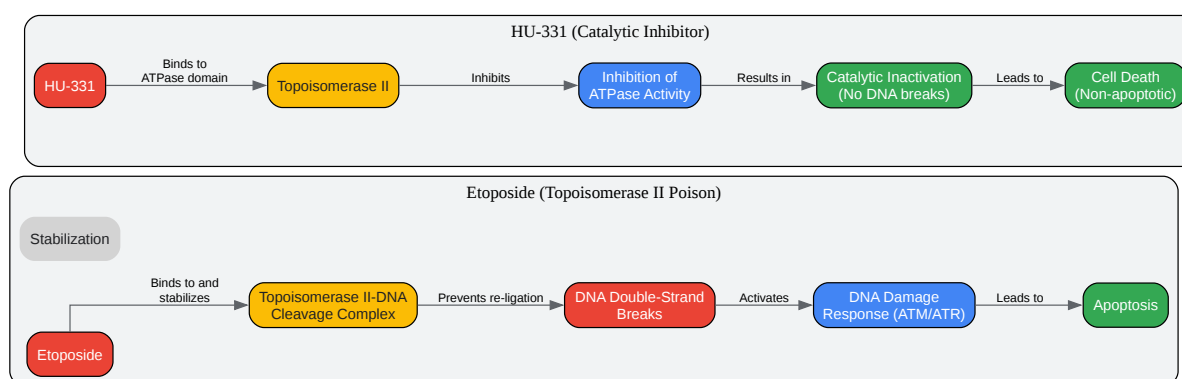 HU-331 (Catalytic Inhibitor)
HU-331
Binds to
ATPase domain
Topoisomerase II
Inhibits
Inhibition of
ATPase Activity
Results in
Catalytic Inactivation
(No DNA breaks)
Leads to
Cell Death
(Non-apoptotic)
Etoposide (Topoisomerase II Poison)
Stabilization
Etoposide
Binds to and
stabilizes
Topoisomerase II-DNA
Cleavage Complex
Prevents re-ligation
DNA Double-Strand
Breaks
Activates
DNA Damage
Response (ATM/ATR)
Leads to
Apoptosis